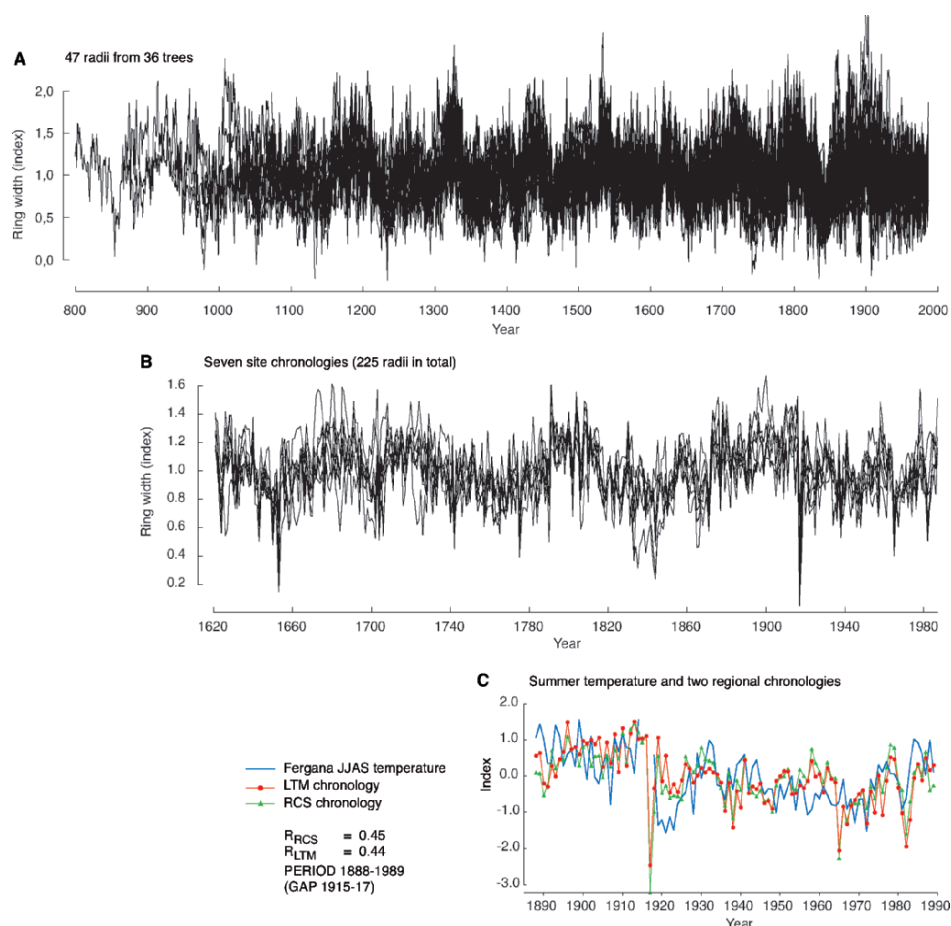 A 47 radii from 36 trees
Ring width (index)
2,0
1,5
1,0
0,5
0,0
800 900 1000 1100 1200 1300 1400 1500 1600 1700 1800 1900 2000
Year
B Seven site chronologies (225 radii in total)
Ring width (index)
1.6
1.4
1.2
1.0
0.8
0.6
0.4
0.2
1620 1660 1700 1740 1780 1820 1860 1900 1940 1980
Year
C Summer temperature and two regional chronologies
Fergana JJAS temperature
LTM chronology
RCS chronology
RRCS = 0.45
RLTM = 0.44
PERIOD 1888-1989
(GAP 1915-17)
Index
2.0
1.0
0.0
-1.0
-2.0
-3.0
1890 1900 1910 1920 1930 1940 1950 1960 1970 1980 1990
Year